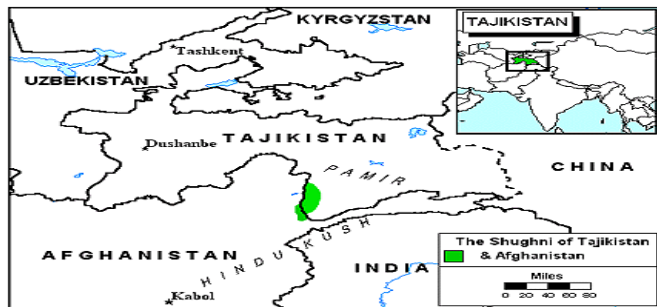 KYRGYZSTAN
TAJIKISTAN
Tashkent
UZBEKISTAN
TAJIKISTAN
Dushanbe
PAMIR
CHINA
AFGHANISTAN
HINDU KUSH
INDIA
Kabol
The Shughni of Tajikistan
& Afghanistan
Miles
0 20 40 60 80